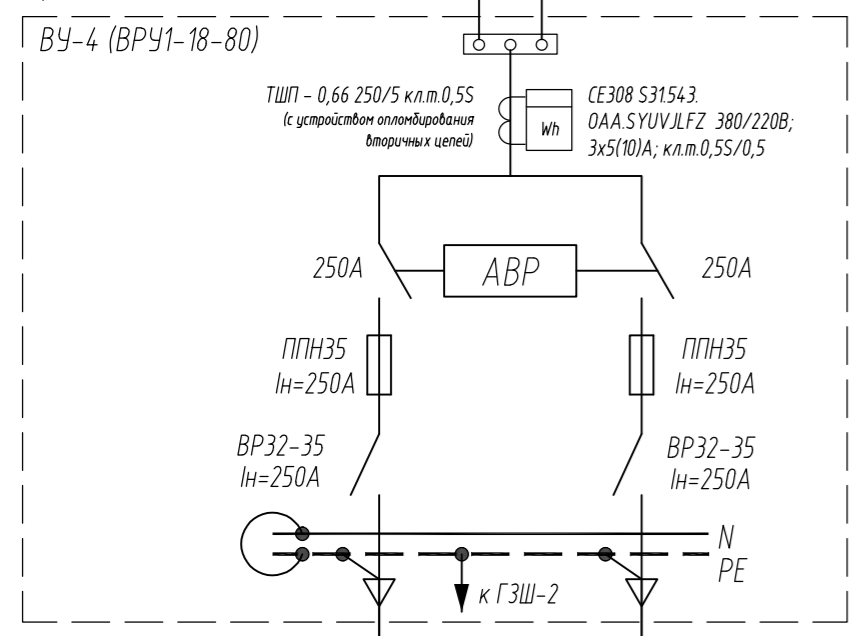 ВУ-4 (ВРУ1-18-80)
ТШП - 0,66 250/5 кл.т.0,5S
(с устройством опломбирования
вторичных цепей)
Wh
CE308 S31.543.
OAA.SYUVJLFZ 380/220В;
3х5(10)А; кл.т.0,5S/0,5
250А
АВР
250А
ППН35
Iн=250А
ППН35
Iн=250А
ВР32-35
Iн=250А
ВР32-35
Iн=250А
N
PE
к ГЗШ-2